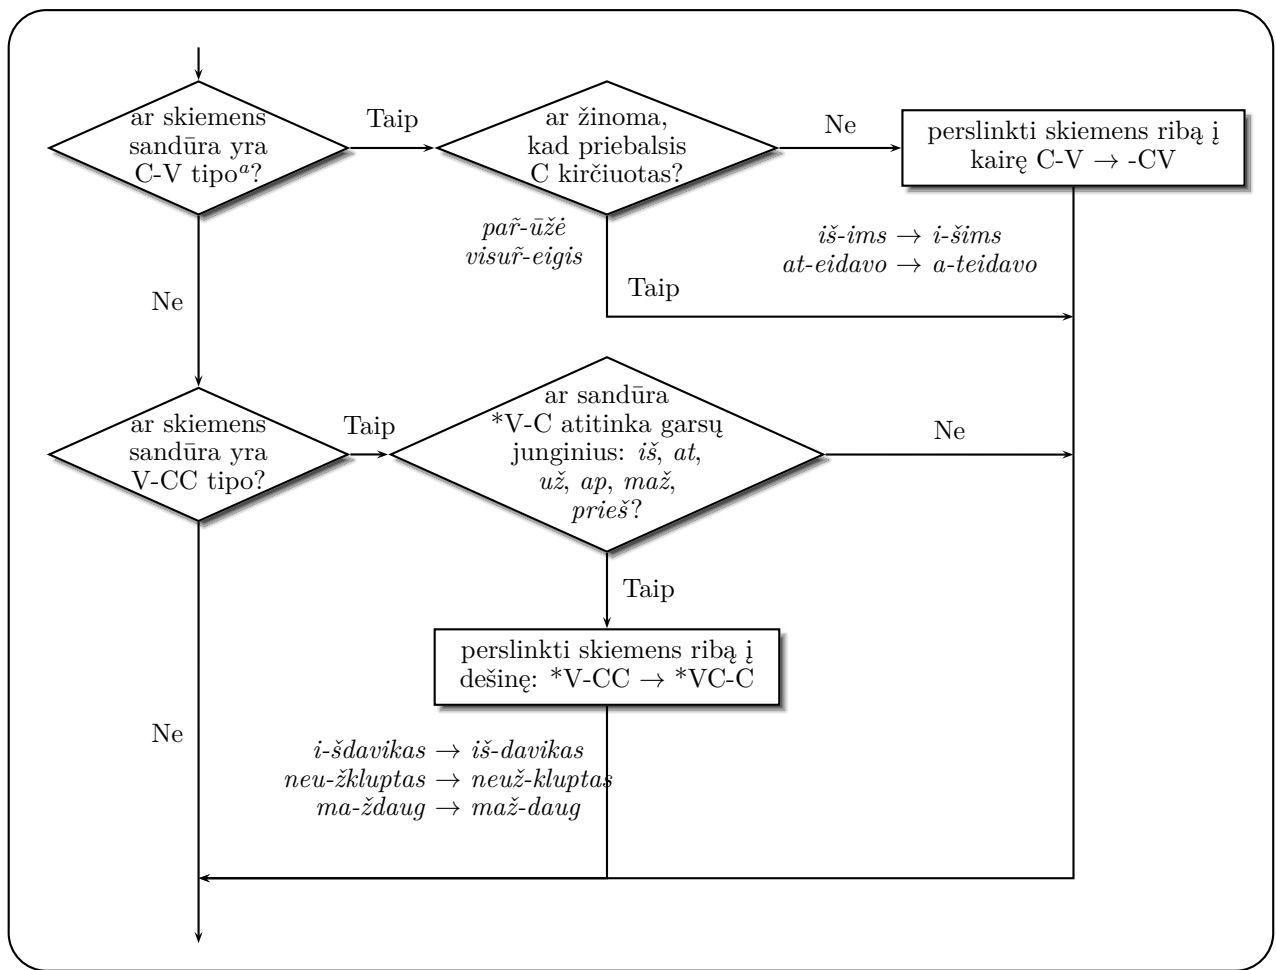 ar skiemens
sandūra yra
C-V tipoᵃ?
Taip
ar žinoma,
kad priebalsis
C kirčiuotas?
Ne
perslinkti skiemens ribą į
kairę C-V → -CV
par̃-ūžė
visur̃-eigis
iš-ims → i-šims
at-eidavo → a-teidavo
Taip
Ne
ar skiemens
sandūra yra
V-CC tipo?
Taip
ar sandūra
*V-C atitinka garsų
junginius: iš, at,
už, ap, maž,
prieš?
Ne
Taip
perslinkti skiemens ribą į
dešinę: *V-CC → *VC-C
Ne
i-šdavikas → iš-davikas
neu-žkluptas → neuž-kluptas
ma-ždaug → maž-daug